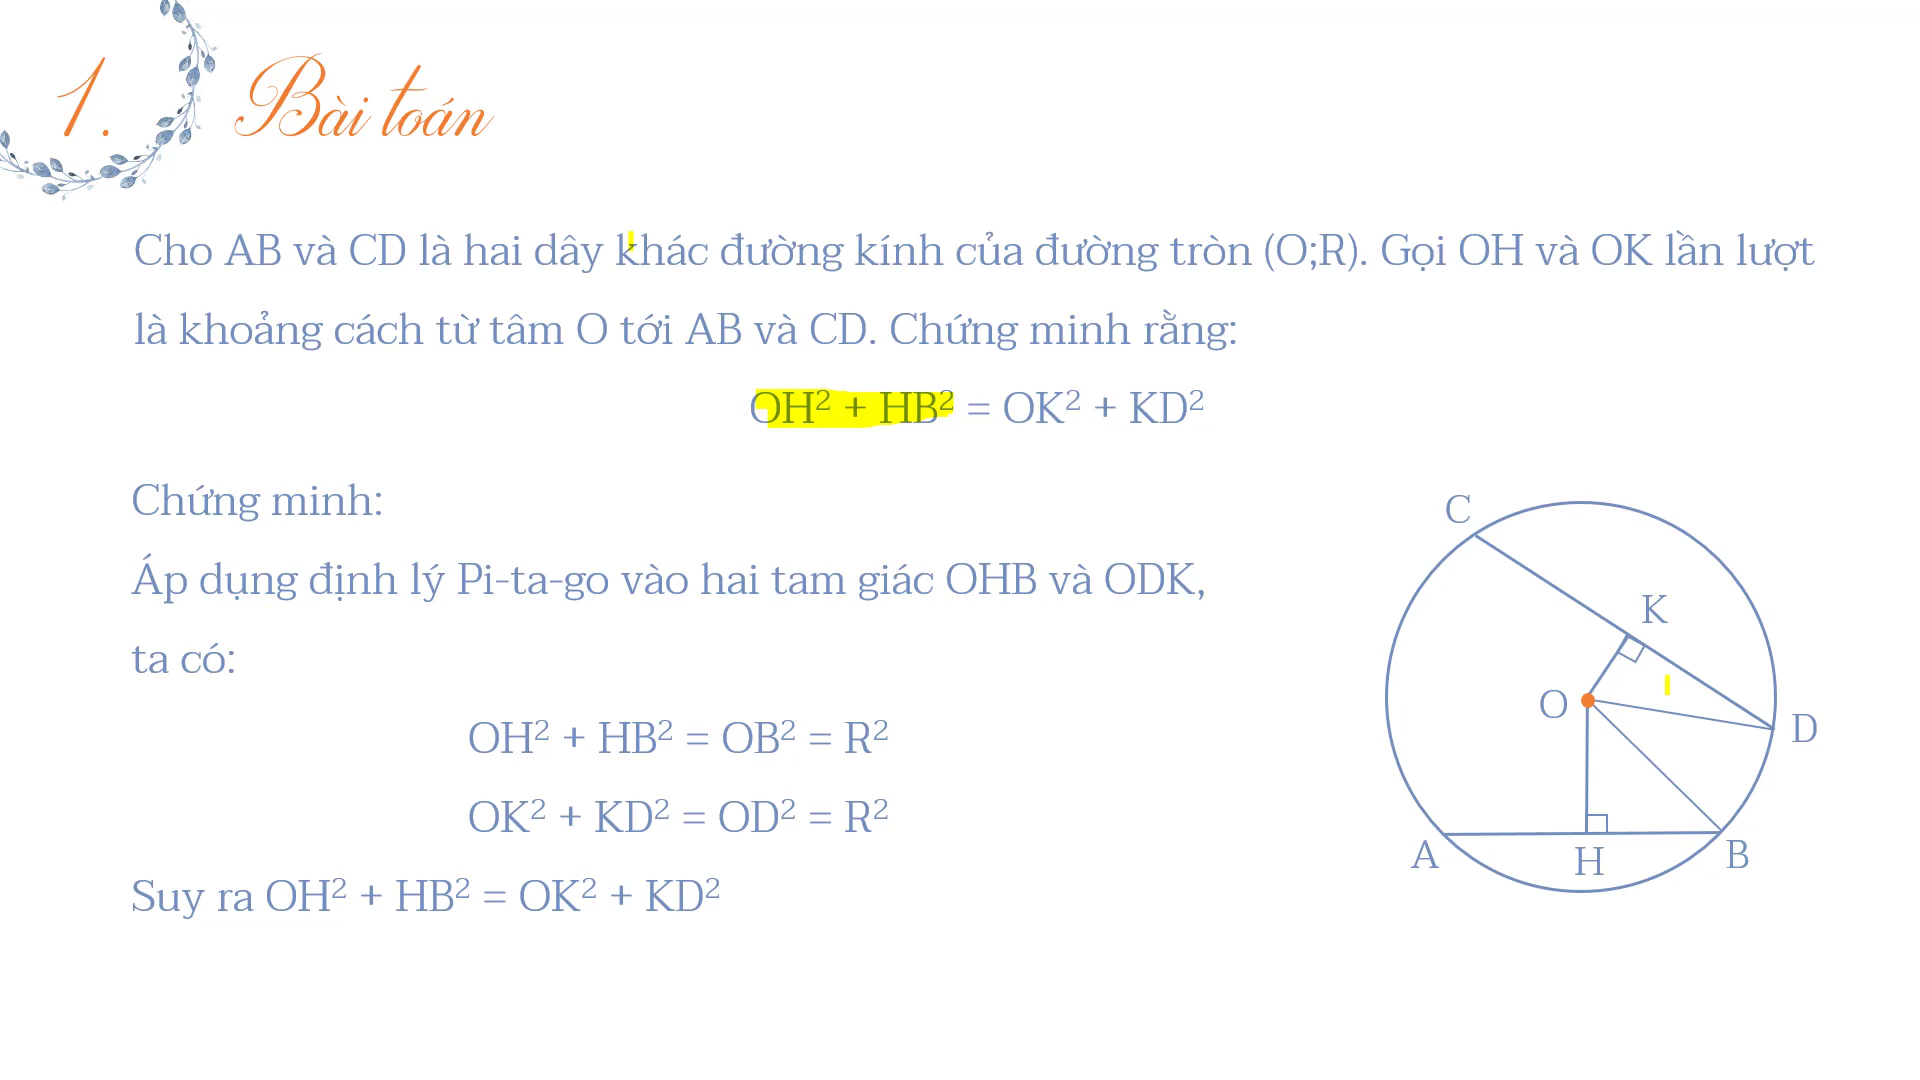 1. Bài toán
Cho AB và CD là hai dây khác đường kính của đường tròn (O;R). Gọi OH và OK lần lượt
là khoảng cách từ tâm O tới AB và CD. Chứng minh rằng:
OH² + HB² = OK² + KD²
Chứng minh:
Áp dụng định lý Pi-ta-go vào hai tam giác OHB và ODK,
ta có:
OH² + HB² = OB² = R²
OK² + KD² = OD² = R²
Suy ra OH² + HB² = OK² + KD²
C
K
O
D
A
H
B